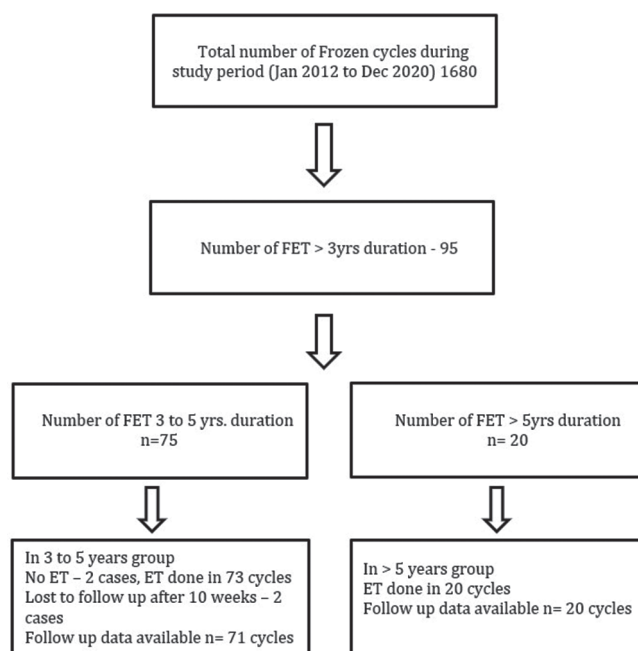 Total number of Frozen cycles during
study period (Jan 2012 to Dec 2020) 1680
Number of FET > 3yrs duration - 95
Number of FET 3 to 5 yrs. duration
n=75
Number of FET > 5yrs duration
n= 20
In 3 to 5 years group
No ET – 2 cases, ET done in 73 cycles
Lost to follow up after 10 weeks – 2
cases
Follow up data available n= 71 cycles
In > 5 years group
ET done in 20 cycles
Follow up data available n= 20 cycles